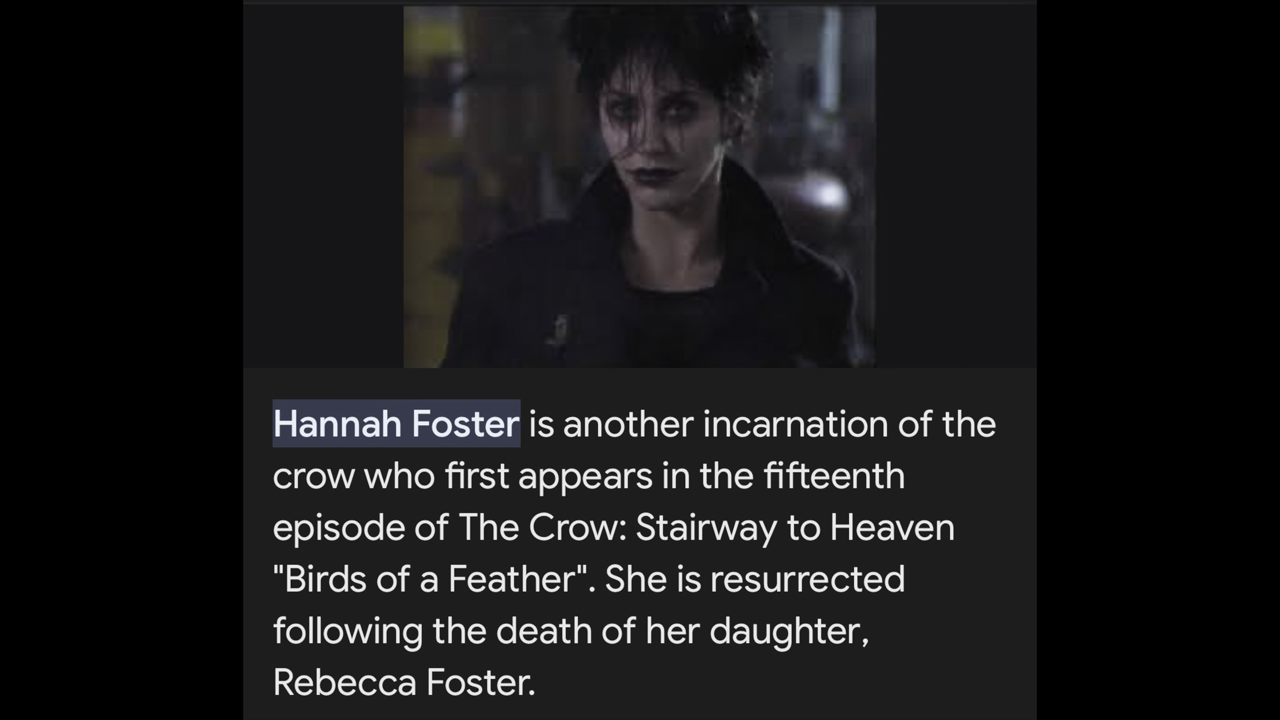 Hannah Foster is another incarnation of the
crow who first appears in the fifteenth
episode of The Crow: Stairway to Heaven
"Birds of a Feather". She is resurrected
following the death of her daughter,
Rebecca Foster.